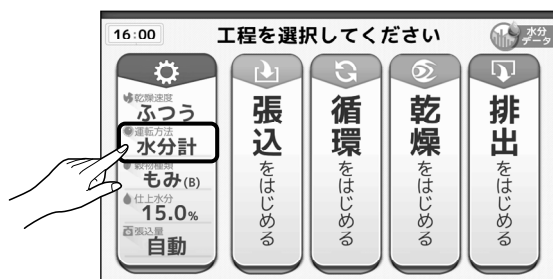 16:00
工程を選択してください
水分
データ
乾燥速度
ふつう
運転方法
水分計
穀物種類
もみ(B)
仕上水分
15.0%
張込量
自動
張込をはじめる
循環をはじめる
乾燥をはじめる
排出をはじめる